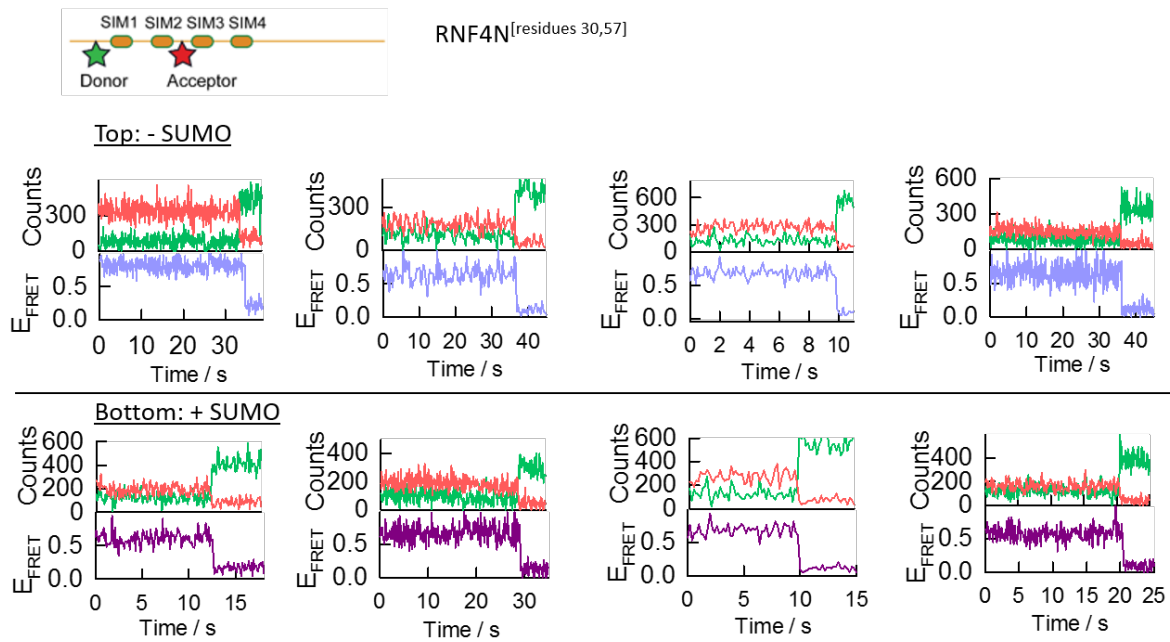 SIM1 SIM2 SIM3 SIM4
Donor Acceptor
RNF4N[residues 30,57]
Top: - SUMO
Counts
300
0
EFRET
0.5
0.0
0 10 20 30
Time / s
Counts
300
0
EFRET
0.5
0.0
0 10 20 30 40
Time / s
Counts
600
300
0
EFRET
0.5
0.0
0 2 4 6 8 10
Time / s
Counts
600
300
0
EFRET
0.5
0.0
0 10 20 30 40
Time / s
Bottom: + SUMO
Counts
600
400
200
0
EFRET
0.5
0.0
0 5 10 15
Time / s
Counts
400
200
0
EFRET
0.5
0.0
0 10 20 30
Time / s
Counts
600
400
200
0
EFRET
0.5
0.0
0 5 10 15
Time / s
Counts
400
200
0
EFRET
0.5
0.0
0 5 10 15 20 25
Time / s